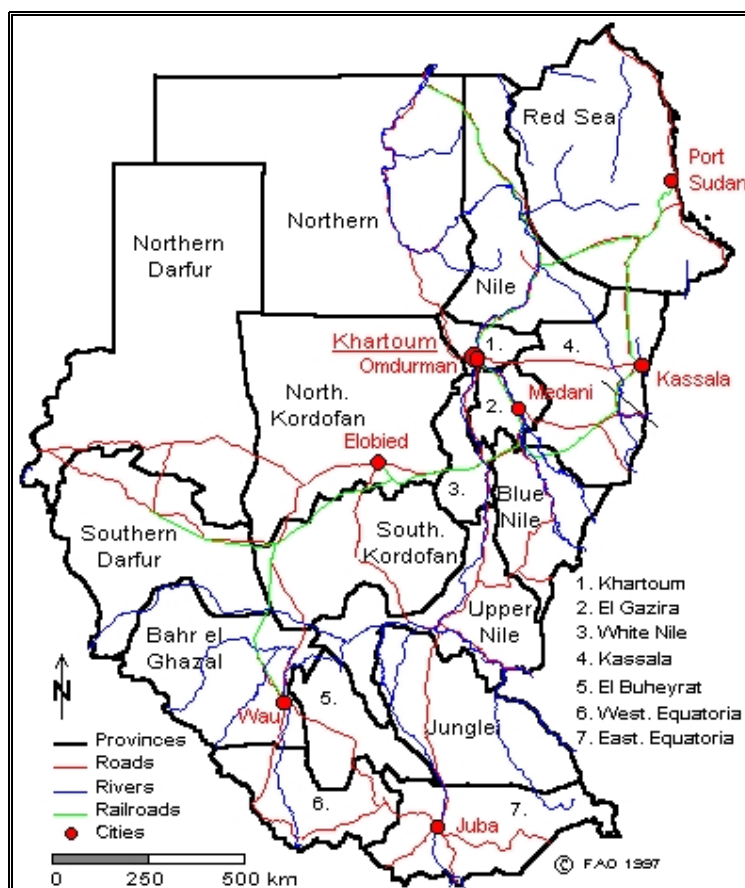 Red Sea
Port
Sudan
Northern
Northern
Darfur
Nile
Khartoum
Omdurman
1.
4.
Kassala
North.
Kordofan
2.
Medani
Elobied
3.
Blue
Nile
Southern
Darfur
South.
Kordofan
Upper
Nile
Bahr el
Ghazal
1. Khartoum
2. El Gazira
3. White Nile
4. Kassala
5. El Buheyrat
6. West. Equatoria
7. East. Equatoria
N
5.
Wau
Junglei
Provinces
Roads
Rivers
Railroads
Cities
6.
7.
Juba
0 250 500 km
© FAO 1997